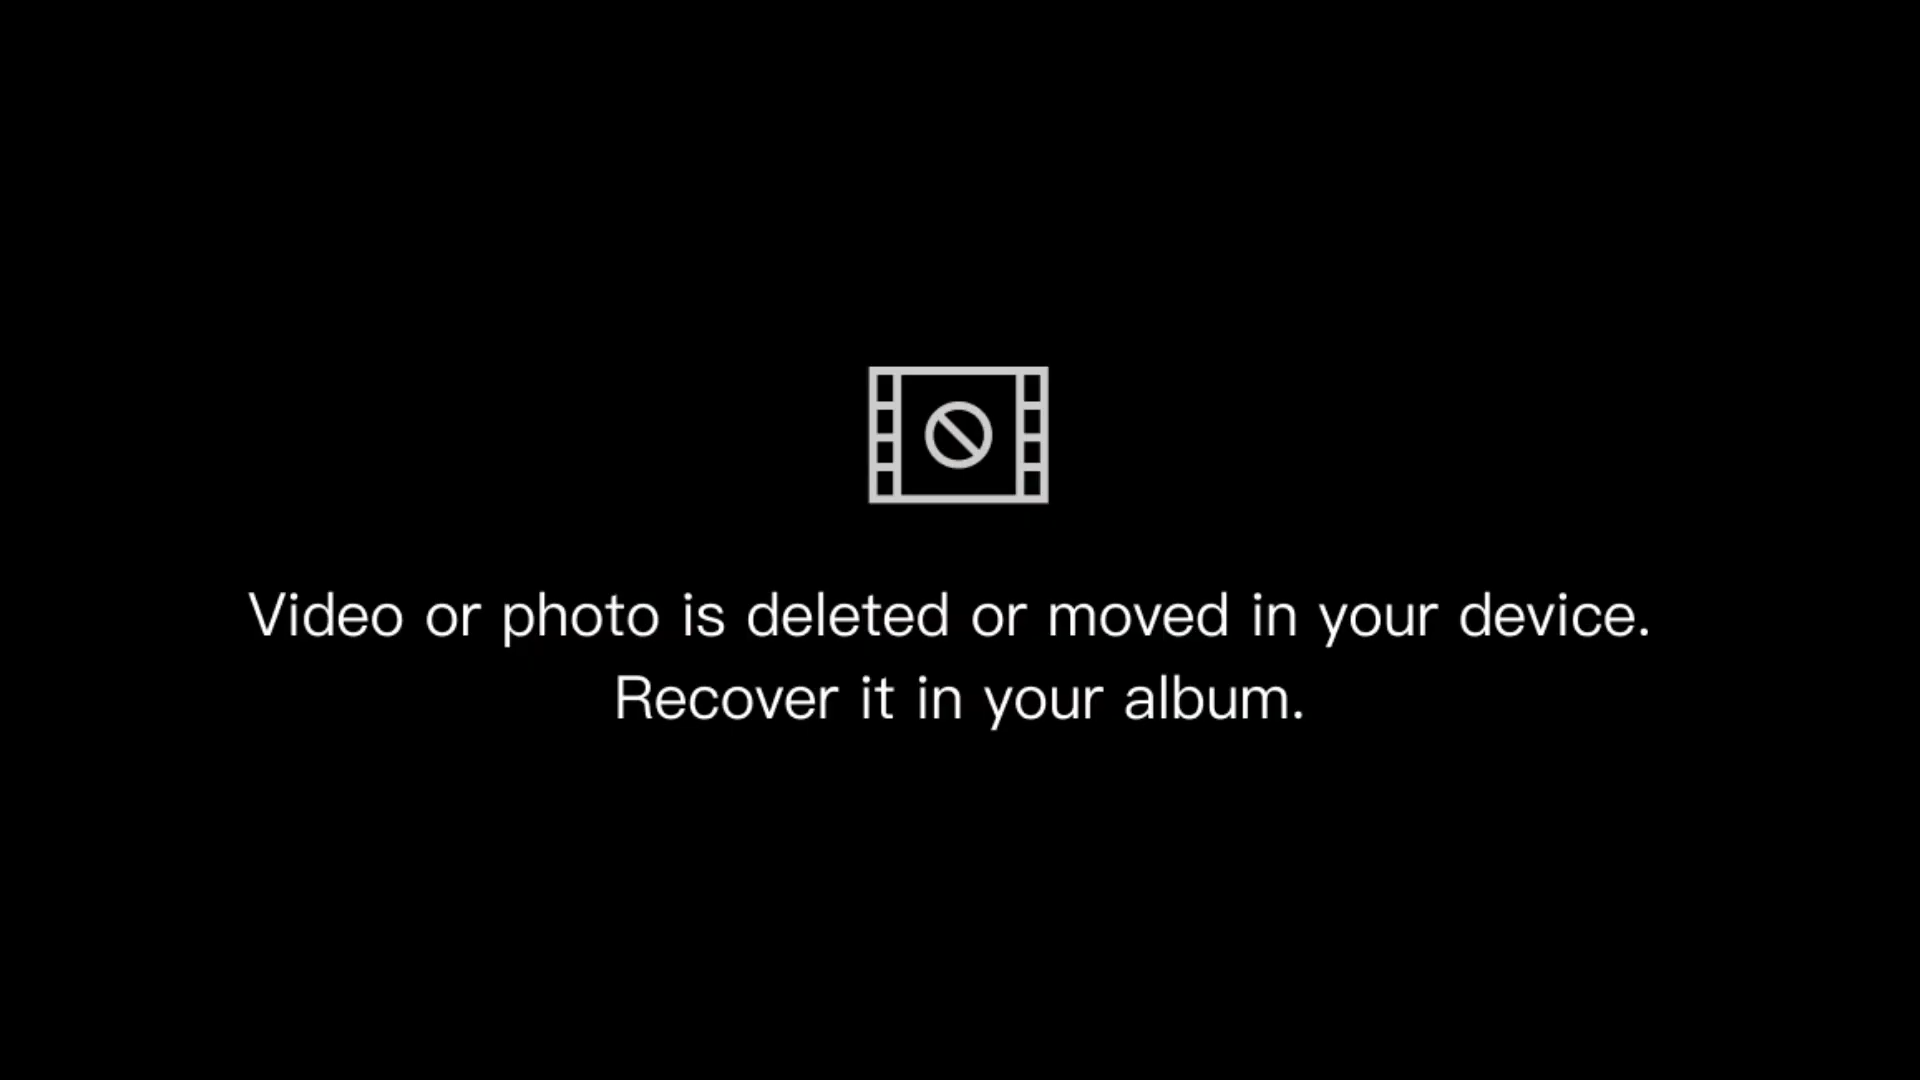 Video or photo is deleted or moved in your device.
Recover it in your album.